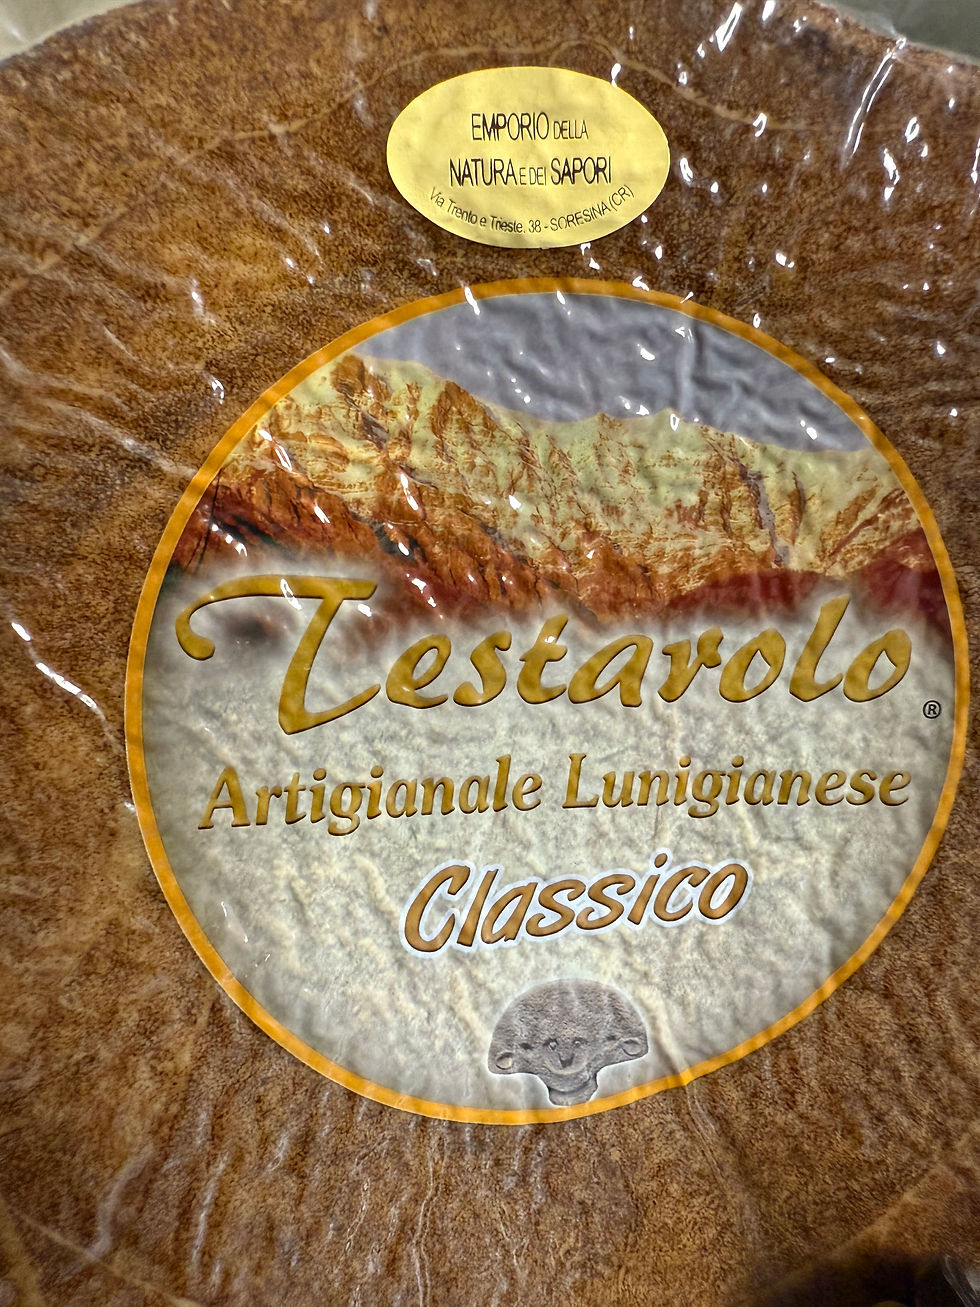 EMPORIO DELLA
NATURA E DEI SAPORI
Via Trento e Trieste, 38 - SORESINA (CR)
Testarolo ®
Artigianale Lunigianese
Classico